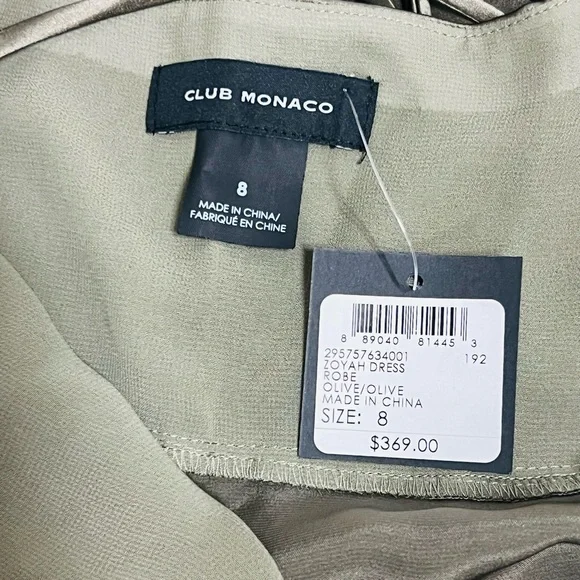 CLUB MONACO
8
MADE IN CHINA/
FABRIQUÉ EN CHINE
8 89040 81445 3
295757634001 192
ZOYAH DRESS
ROBE
OLIVE/OLIVE
MADE IN CHINA
SIZE: 8
$369.00